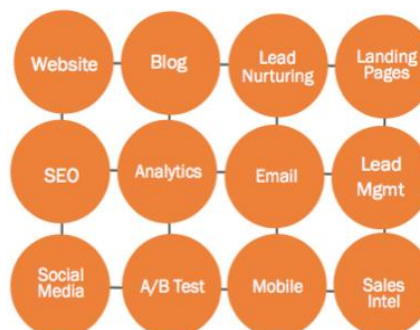 Website
Blog
Lead
Nurturing
Landing
Pages
SEO
Analytics
Email
Lead
Mgmt
Social
Media
A/B Test
Mobile
Sales
Intel